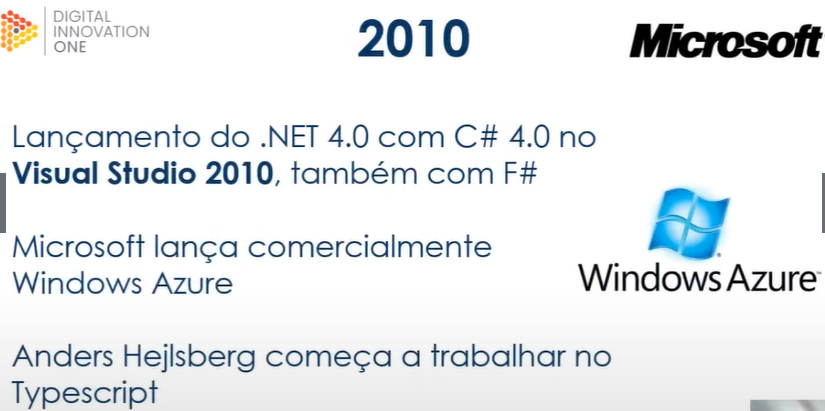 DIGITAL
INNOVATION
ONE
2010
Microsoft
Lançamento do .NET 4.0 com C# 4.0 no
Visual Studio 2010, também com F#
Microsoft lança comercialmente
Windows Azure
Windows Azure™
Anders Hejlsberg começa a trabalhar no
Typescript